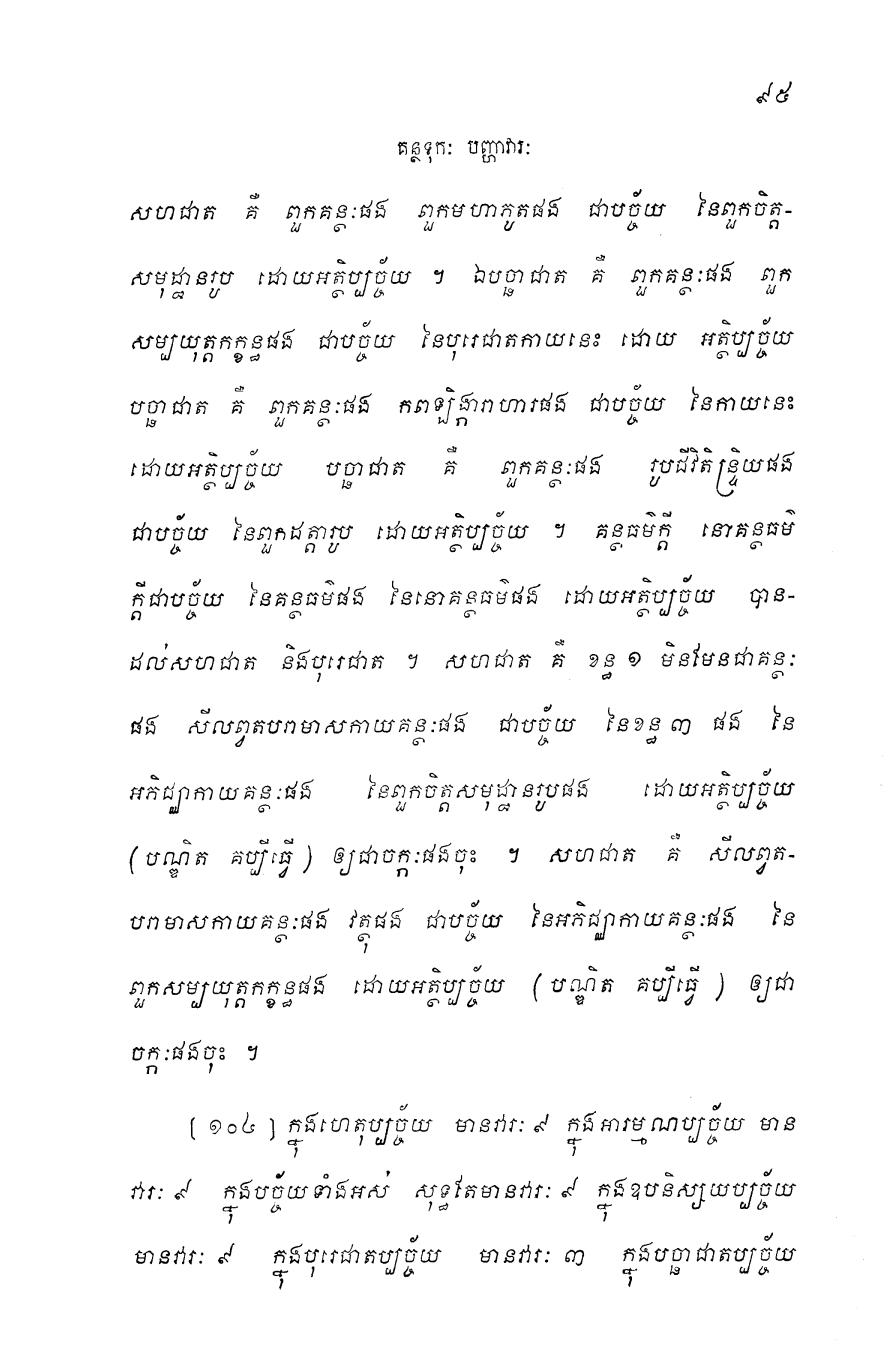 ៩៥
គន្ថទុកៈ បញ្ហាវារៈ
សហជាត គឺ ពួកគន្ថៈផង ពួកមហាភូតផង ជាបច្ច័យ នៃពួកចិត្ត-
សមុដ្ឋានរូប ដោយអត្ថិប្បច្ច័យ ។ ឯបច្ឆាជាត គឺ ពួកគន្ថៈផង ពួក
សម្បយុត្តកក្ខន្ធផង ជាបច្ច័យ នៃបុរេជាតកាយនេះ ដោយ អត្ថិប្បច្ច័យ
បច្ឆាជាត គឺ ពួកគន្ថៈផង កពឡិង្ការាហារផង ជាបច្ច័យ នៃកាយនេះ
ដោយអត្ថិប្បច្ច័យ បច្ឆាជាត គឺ ពួកគន្ថៈផង រូបជីវិតិន្ទ្រិយផង
ជាបច្ច័យ នៃពួកដត្តារូប ដោយអត្ថិប្បច្ច័យ ។ គន្ថធម៌ក្តី នោគន្ថធម៌
ក្តីជាបច្ច័យ នៃគន្ថធម៌ផង នៃនោគន្ថធម៌ផង ដោយអត្ថិប្បច្ច័យ បាន-
ដល់សហជាត និងបុរេជាត ។ សហជាត គឺ ខន្ធ ១ មិនមែនជាគន្ថៈ
ផង សីលព្វតបរាមាសកាយគន្ថៈផង ជាបច្ច័យ នៃខន្ធ ៣ ផង នៃ
អភិជ្ឈាកាយគន្ថៈផង នៃពួកចិត្តសមុដ្ឋានរូបផង ដោយអត្ថិប្បច្ច័យ
(បណ្ឌិត គប្បីធ្វើ) ឲ្យជាចក្កៈផងចុះ ។ សហជាត គឺ សីលព្វត-
បរាមាសកាយគន្ថៈផង វត្ថុផង ជាបច្ច័យ នៃអភិជ្ឈាកាយគន្ថៈផង នៃ
ពួកសម្បយុត្តកក្ខន្ធផង ដោយអត្ថិប្បច្ច័យ (បណ្ឌិត គប្បីធ្វើ) ឲ្យជា
ចក្កៈផងចុះ ។
[១០៤] ក្នុងហេតុប្បច្ច័យ មានវារៈ ៩ ក្នុងអារម្មណប្បច្ច័យ មាន
វារៈ ៩ ក្នុងបច្ច័យទាំងអស់ សុទ្ធតែមានវារៈ ៩ ក្នុងឧបនិស្សយប្បច្ច័យ
មានវារៈ ៩ ក្នុងបុរេជាតប្បច្ច័យ មានវារៈ ៣ ក្នុងបច្ឆាជាតប្បច្ច័យ